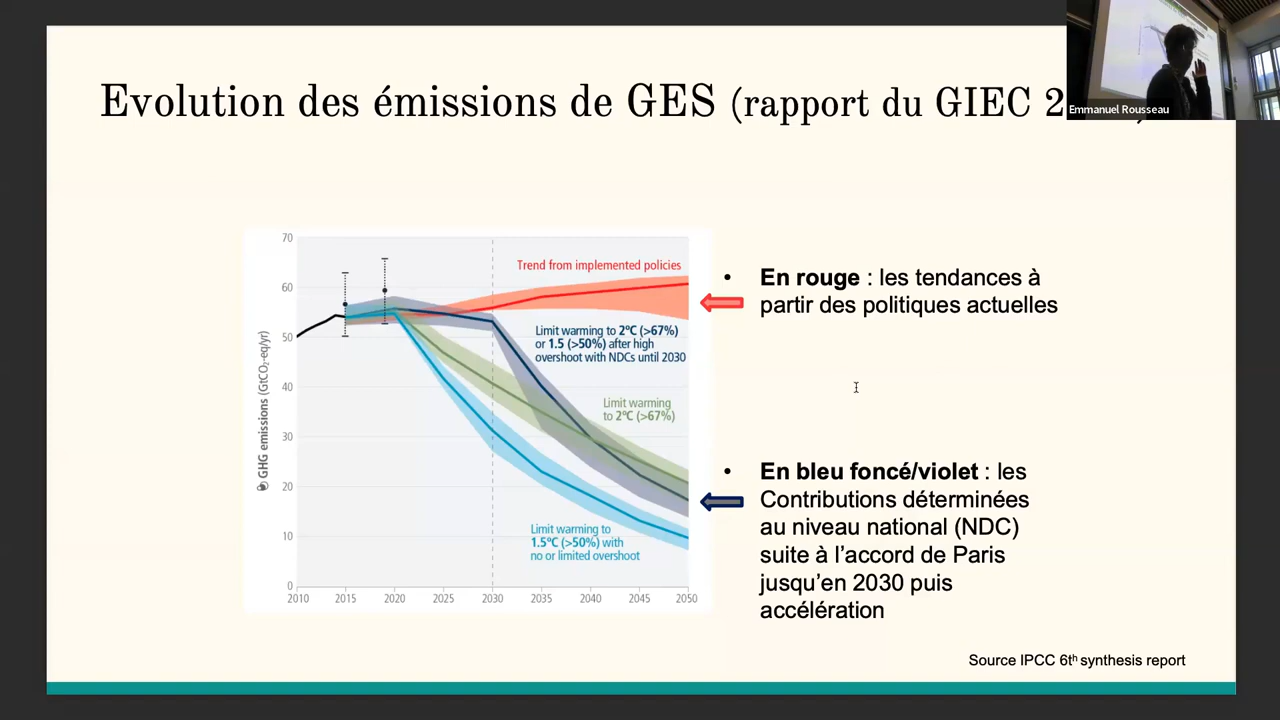 Evolution des émissions de GES (rapport du GIEC 2
Emmanuel Rousseau
70
60
50
40
30
20
10
0
GHG emissions (GtCO₂-eq/yr)
2010 2015 2020 2030 2035 2040 2045 2050
Trend from implemented policies
Limit warming to 2°C (>67%)
or 1.5 (>50%) after high
overshoot with NDCs until 2030
Limit warming
to 2°C (>67%)
Limit warming to
1.5°C (>50%) with
no or limited overshoot
• En rouge : les tendances à
partir des politiques actuelles
• En bleu foncé/violet : les
Contributions déterminées
au niveau national (NDC)
suite à l'accord de Paris
jusqu'en 2030 puis
accélération
Source IPCC 6th synthesis report